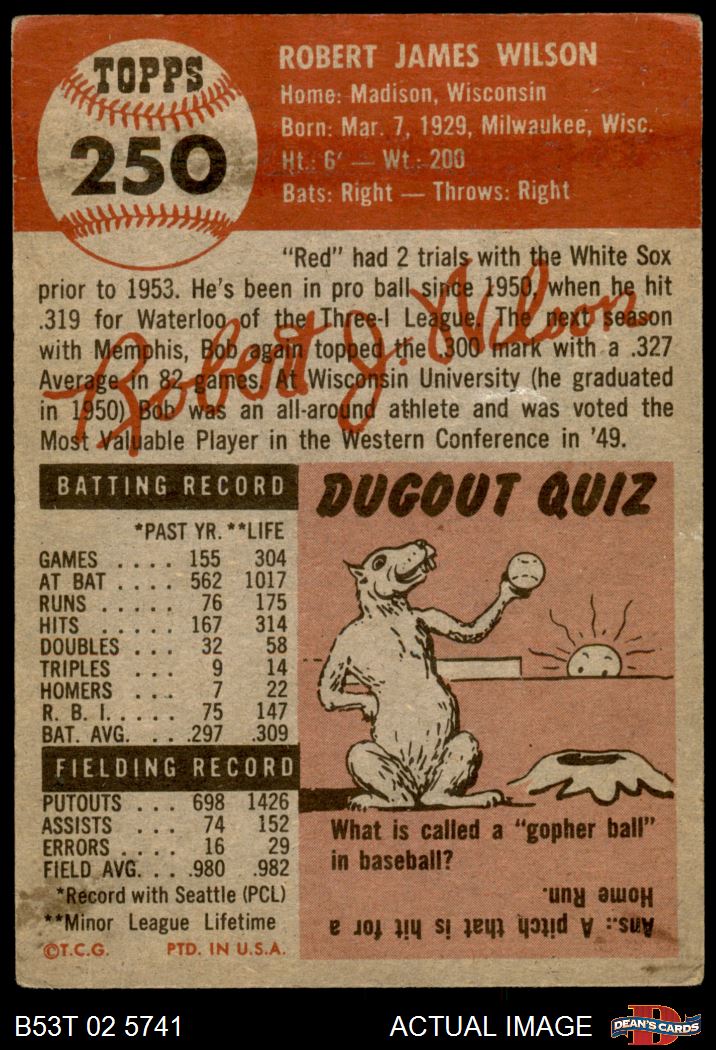 TOPPS
250
ROBERT JAMES WILSON
Home: Madison, Wisconsin
Born: Mar. 7, 1929, Milwaukee, Wisc.
Ht.: 6' — Wt.: 200
Bats: Right — Throws: Right
"Red" had 2 trials with the White Sox
prior to 1953. He's been in pro ball since 1950, when he hit
.319 for Waterloo of the Three-I League. The next season
with Memphis, Bob again topped the .300 mark with a .327
Average in 82 games. At Wisconsin University (he graduated
in 1950) Bob was an all-around athlete and was voted the
Most Valuable Player in the Western Conference in '49.
Robert J. Wilson
BATTING RECORD
*PAST YR. **LIFE
GAMES . . . . 155 304
AT BAT . . . . 562 1017
RUNS . . . . . 76 175
HITS . . . . . 167 314
DOUBLES . . . 32 58
TRIPLES . . . 9 14
HOMERS . . . 7 22
R. B. I. . . . . 75 147
BAT. AVG. . . . .297 .309
FIELDING RECORD
PUTOUTS . . . 698 1426
ASSISTS . . . 74 152
ERRORS . . . . 16 29
FIELD AVG. . . . .980 .982
*Record with Seattle (PCL)
**Minor League Lifetime
©T.C.G. PTD. IN U.S.A.
DUGOUT QUIZ
What is called a "gopher ball"
in baseball?
Ans.: A pitch that is hit for a
Home Run.
B53T 02 5741
ACTUAL IMAGE
DEAN'S CARDS